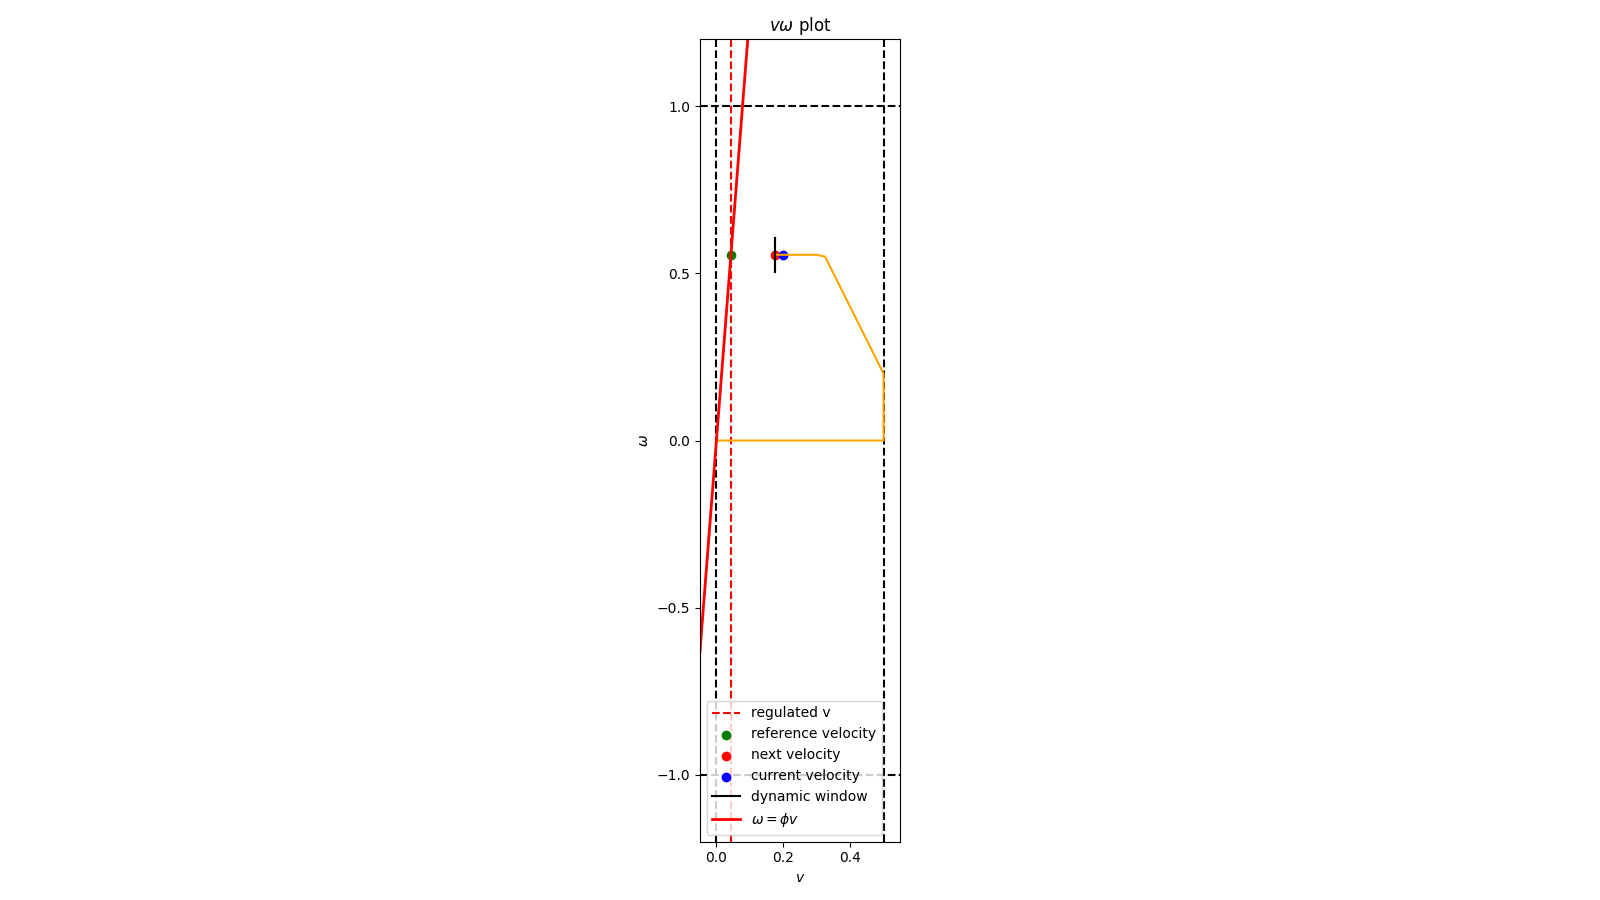 vω plot
1.0
0.5
0.0
−0.5
−1.0
ω
regulated v
reference velocity
next velocity
current velocity
dynamic window
ω = ϕv
0.0 0.2 0.4
v